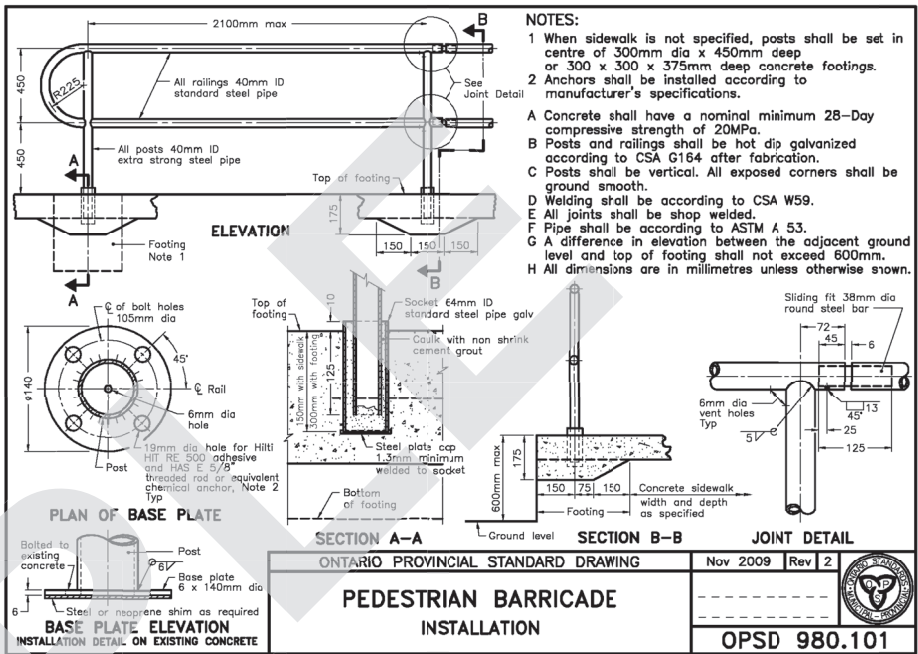 2100mm max
B
450
450
R225
All railings 40mm ID
standard steel pipe
See
Joint Detail
All posts 40mm ID
extra strong steel pipe
A
Top of footing
175
150
150
150
ELEVATION
Footing
Note 1
A
B
NOTES:
1 When sidewalk is not specified, posts shall be set in
centre of 300mm dia x 450mm deep
or 300 x 300 x 375mm deep concrete footings.
2 Anchors shall be installed according to
manufacturer's specifications.
A Concrete shall have a nominal minimum 28-Day
compressive strength of 20MPa.
B Posts and railings shall be hot dip galvanized
according to CSA G164 after fabrication.
C Posts shall be vertical. All exposed corners shall be
ground smooth.
D Welding shall be according to CSA W59.
E All joints shall be shop welded.
F Pipe shall be according to ASTM A 53.
G A difference in elevation between the adjacent ground
level and top of footing shall not exceed 600mm.
H All dimensions are in millimetres unless otherwise shown.
℄ of bolt holes
105mm dia
45°
ø140
℄ Rail
6mm dia
hole
19mm dia hole for Hilti
HIT RE 500 adhesive
and HAS E 5/8"
threaded rod or equivalent
chemical anchor, Note 2
Typ
Post
PLAN OF BASE PLATE
Bolted to
existing
concrete
Post
6
Base plate
6 x 140mm dia
6
Steel or neoprene shim as required
BASE PLATE ELEVATION
INSTALLATION DETAIL ON EXISTING CONCRETE
Top of
footing
10
Socket 64mm ID
standard steel pipe galv
Caulk with non shrink
cement grout
150mm with sidewalk
300mm with footing
125
Steel plate cap
1.3mm minimum
welded to socket
Bottom
of footing
SECTION A-A
600mm max
175
150
75
150
Footing
Concrete sidewalk
width and depth
as specified
Ground level
SECTION B-B
Sliding fit 38mm dia
round steel bar
72
45
6
6mm dia
vent holes
Typ
13
45°
5
25
125
JOINT DETAIL
ONTARIO PROVINCIAL STANDARD DRAWING
Nov 2009
Rev
2
PEDESTRIAN BARRICADE
INSTALLATION
OPSD 980.101
ONTARIO
STANDARDS
MUNICIPAL - PROVINCIAL
O P
S